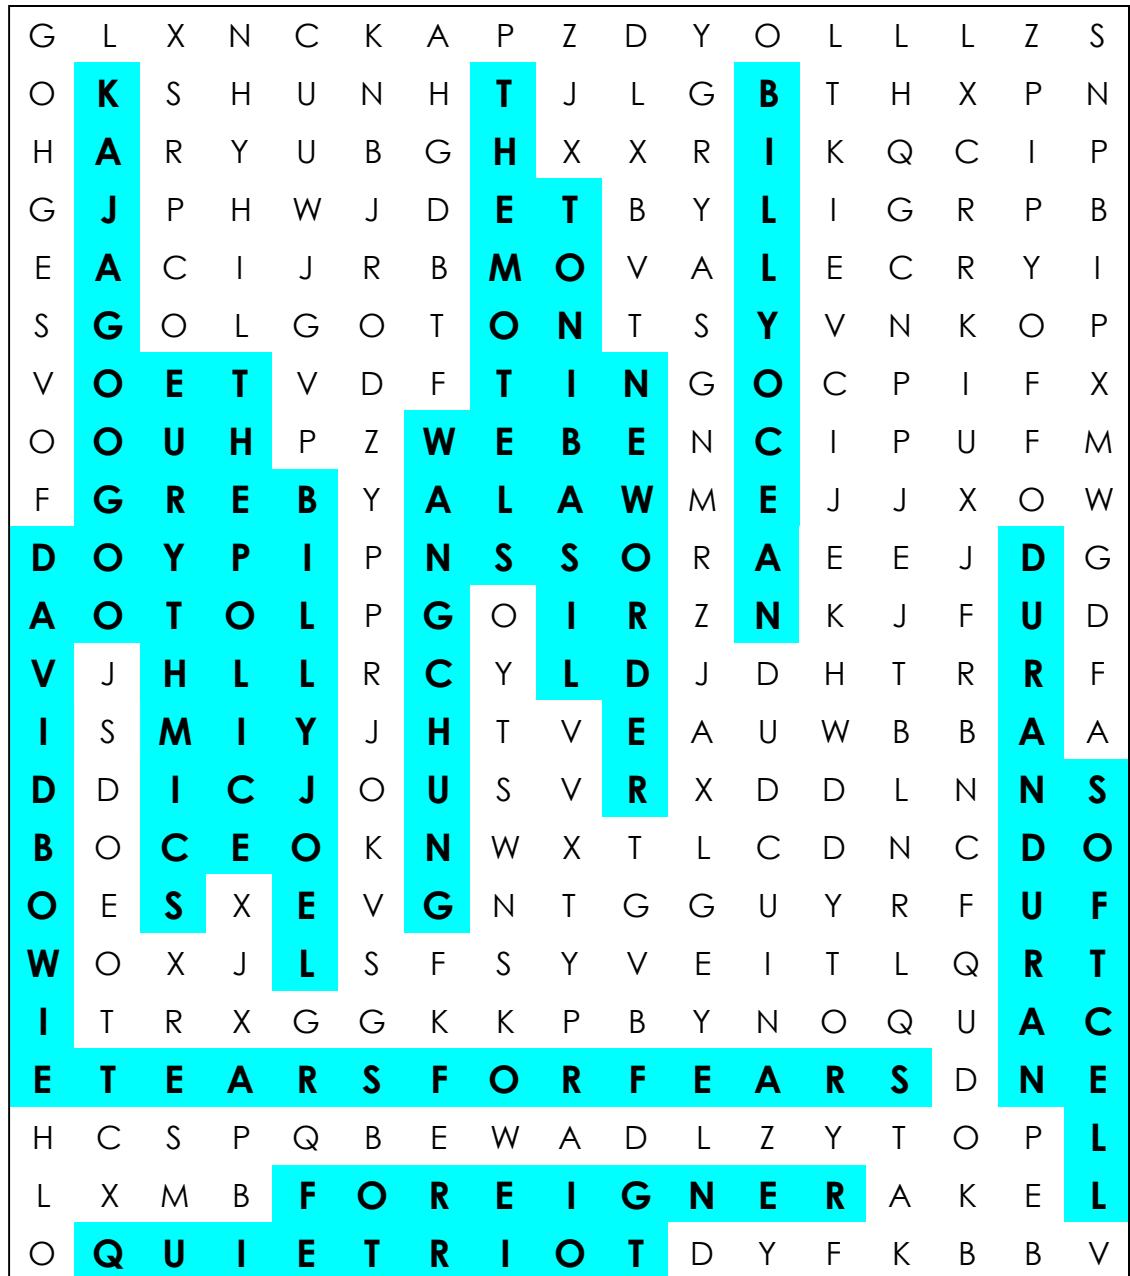 G L X N C K A P Z D Y O L L L Z S
O K S H U N H T J L G B T H X P N
H A R Y U B G H X X R I K Q C I P
G J P H W J D E T B Y L I G R P B
E A C I J R B M O V A L E C R Y I
S G O L G O T O N T S Y V N K O P
V O E T V D F T I N G O C P I F X
O O U H P Z W E B E N C I P U F M
F G R E B Y A L A W M E J J X O W
D O Y P I P N S S O R A E E J D G
A O T O L P G O I R Z N K J F U D
V J H L L R C Y L D J D H T R R F
I S M I Y J H T V E A U W B B A A
D D I C J O U S V R X D D L N N S
B O C E O K N W X T L C D N C D O
O E S X E V G N T G G U Y R F U F
W O X J L S F S Y V E I T L Q R T
I T R X G G K K P B Y N O Q U A C
E T E A R S F O R F E A R S D N E
H C S P Q B E W A D L Z Y T O P L
L X M B F O R E I G N E R A K E L
O Q U I E T R I O T D Y F K B B V